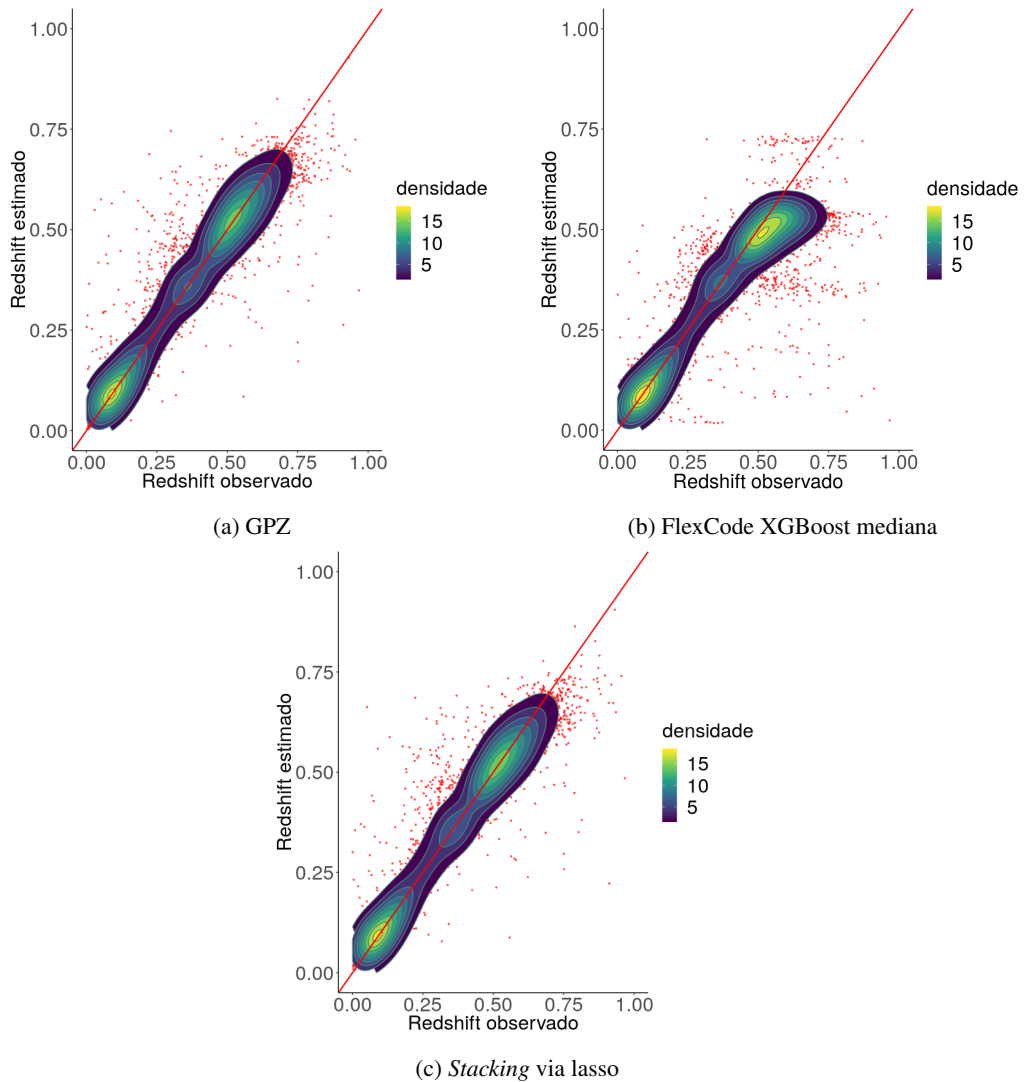 1.00
0.75
0.50
0.25
0.00
Redshift estimado
0.00 0.25 0.50 0.75 1.00
Redshift observado
densidade
15
10
5
(a) GPZ
1.00
0.75
0.50
0.25
0.00
Redshift estimado
0.00 0.25 0.50 0.75 1.00
Redshift observado
densidade
15
10
5
(b) FlexCode XGBoost mediana
1.00
0.75
0.50
0.25
0.00
Redshift estimado
0.00 0.25 0.50 0.75 1.00
Redshift observado
densidade
15
10
5
(c) Stacking via lasso